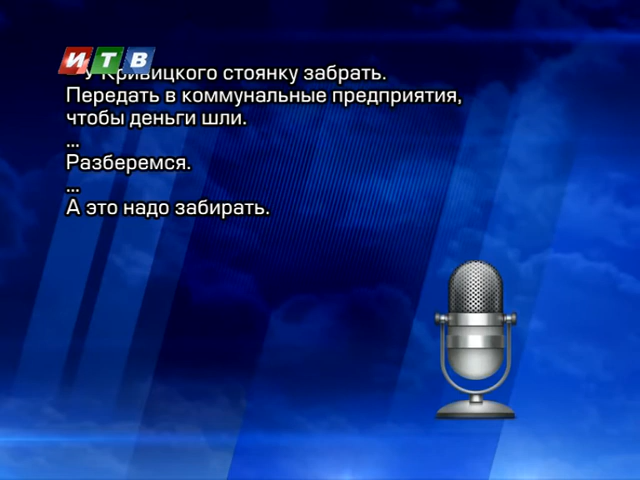 ИТВ
У Кривицкого стоянку забрать.
Передать в коммунальные предприятия,
чтобы деньги шли.
...
Разберемся.
...
А это надо забирать.